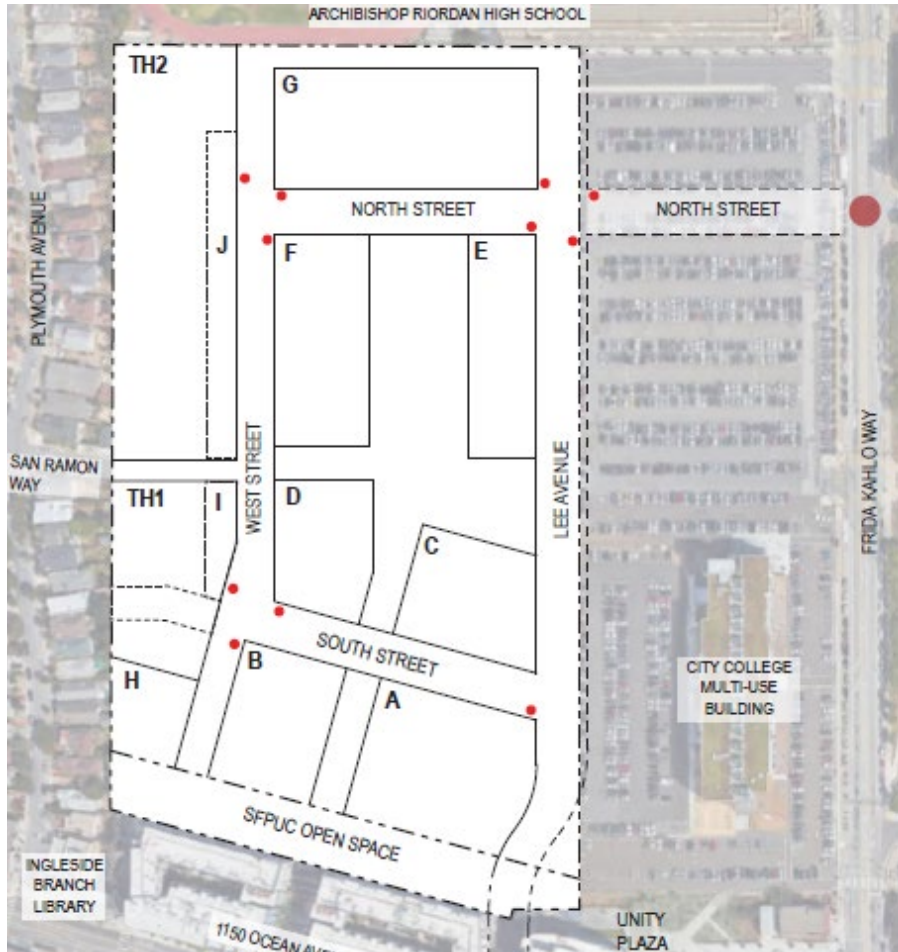 ARCHIBISHOP RIORDAN HIGH SCHOOL
TH2
G
NORTH STREET
NORTH STREET
PLYMOUTH AVENUE
J
F
E
SAN RAMON
WAY
TH1
I
WEST STREET
D
C
LEE AVENUE
FRIDA KAHLO WAY
SOUTH STREET
B
A
H
CITY COLLEGE
MULTI-USE
BUILDING
SFPUC OPEN SPACE
INGLESIDE
BRANCH
LIBRARY
1150 OCEAN
UNITY
PLAZA